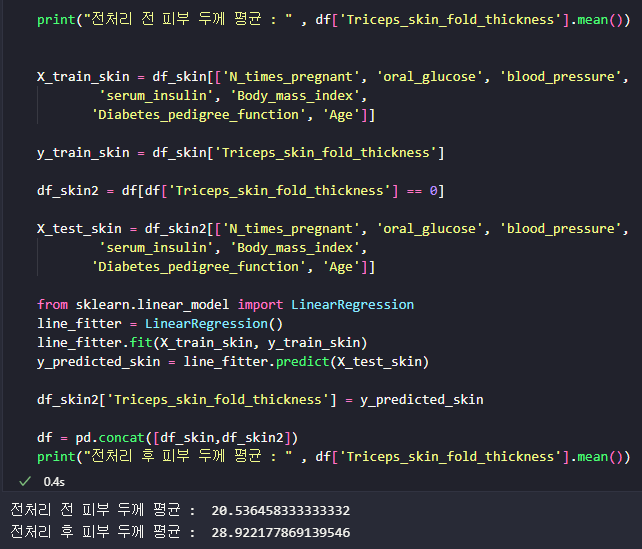 print("전처리 전 피부 두께 평균 : " , df['Triceps_skin_fold_thickness'].mean())
X_train_skin = df_skin[['N_times_pregnant', 'oral_glucose', 'blood_pressure',
'serum_insulin', 'Body_mass_index',
'Diabetes_pedigree_function', 'Age']]
y_train_skin = df_skin['Triceps_skin_fold_thickness']
df_skin2 = df[df['Triceps_skin_fold_thickness'] == 0]
X_test_skin = df_skin2[['N_times_pregnant', 'oral_glucose', 'blood_pressure',
'serum_insulin', 'Body_mass_index',
'Diabetes_pedigree_function', 'Age']]
from sklearn.linear_model import LinearRegression
line_fitter = LinearRegression()
line_fitter.fit(X_train_skin, y_train_skin)
y_predicted_skin = line_fitter.predict(X_test_skin)
df_skin2['Triceps_skin_fold_thickness'] = y_predicted_skin
df = pd.concat([df_skin,df_skin2])
print("전처리 후 피부 두께 평균 : " , df['Triceps_skin_fold_thickness'].mean())
0.4s
전처리 전 피부 두께 평균 :  20.536458333333332
전처리 후 피부 두께 평균 :  28.922177869139546